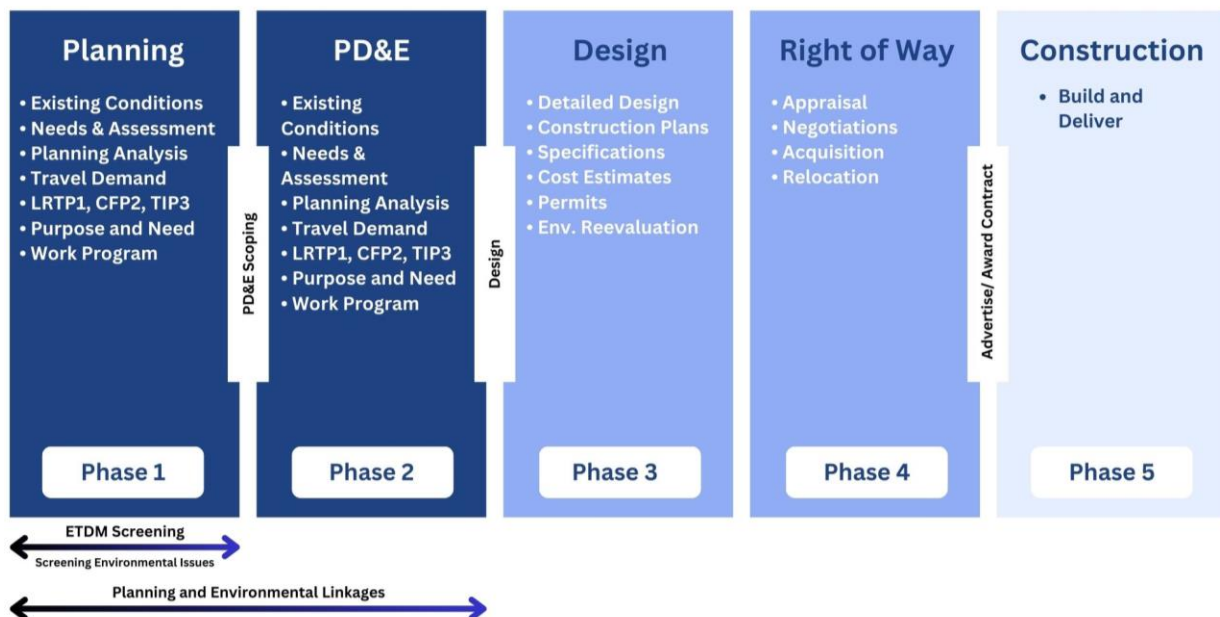 Planning
• Existing Conditions
• Needs & Assessment
• Planning Analysis
• Travel Demand
• LRTP1, CFP2, TIP3
• Purpose and Need
• Work Program
Phase 1
PD&E Scoping
PD&E
• Existing
Conditions
• Needs &
Assessment
• Planning Analysis
• Travel Demand
• LRTP1, CFP2, TIP3
• Purpose and Need
• Work Program
Phase 2
Design
Design
• Detailed Design
• Construction Plans
• Specifications
• Cost Estimates
• Permits
• Env. Reevaluation
Phase 3
Right of Way
• Appraisal
• Negotiations
• Acquisition
• Relocation
Phase 4
Advertise/ Award Contract
Construction
• Build and
Deliver
Phase 5
ETDM Screening
Screening Environmental Issues
Planning and Environmental Linkages